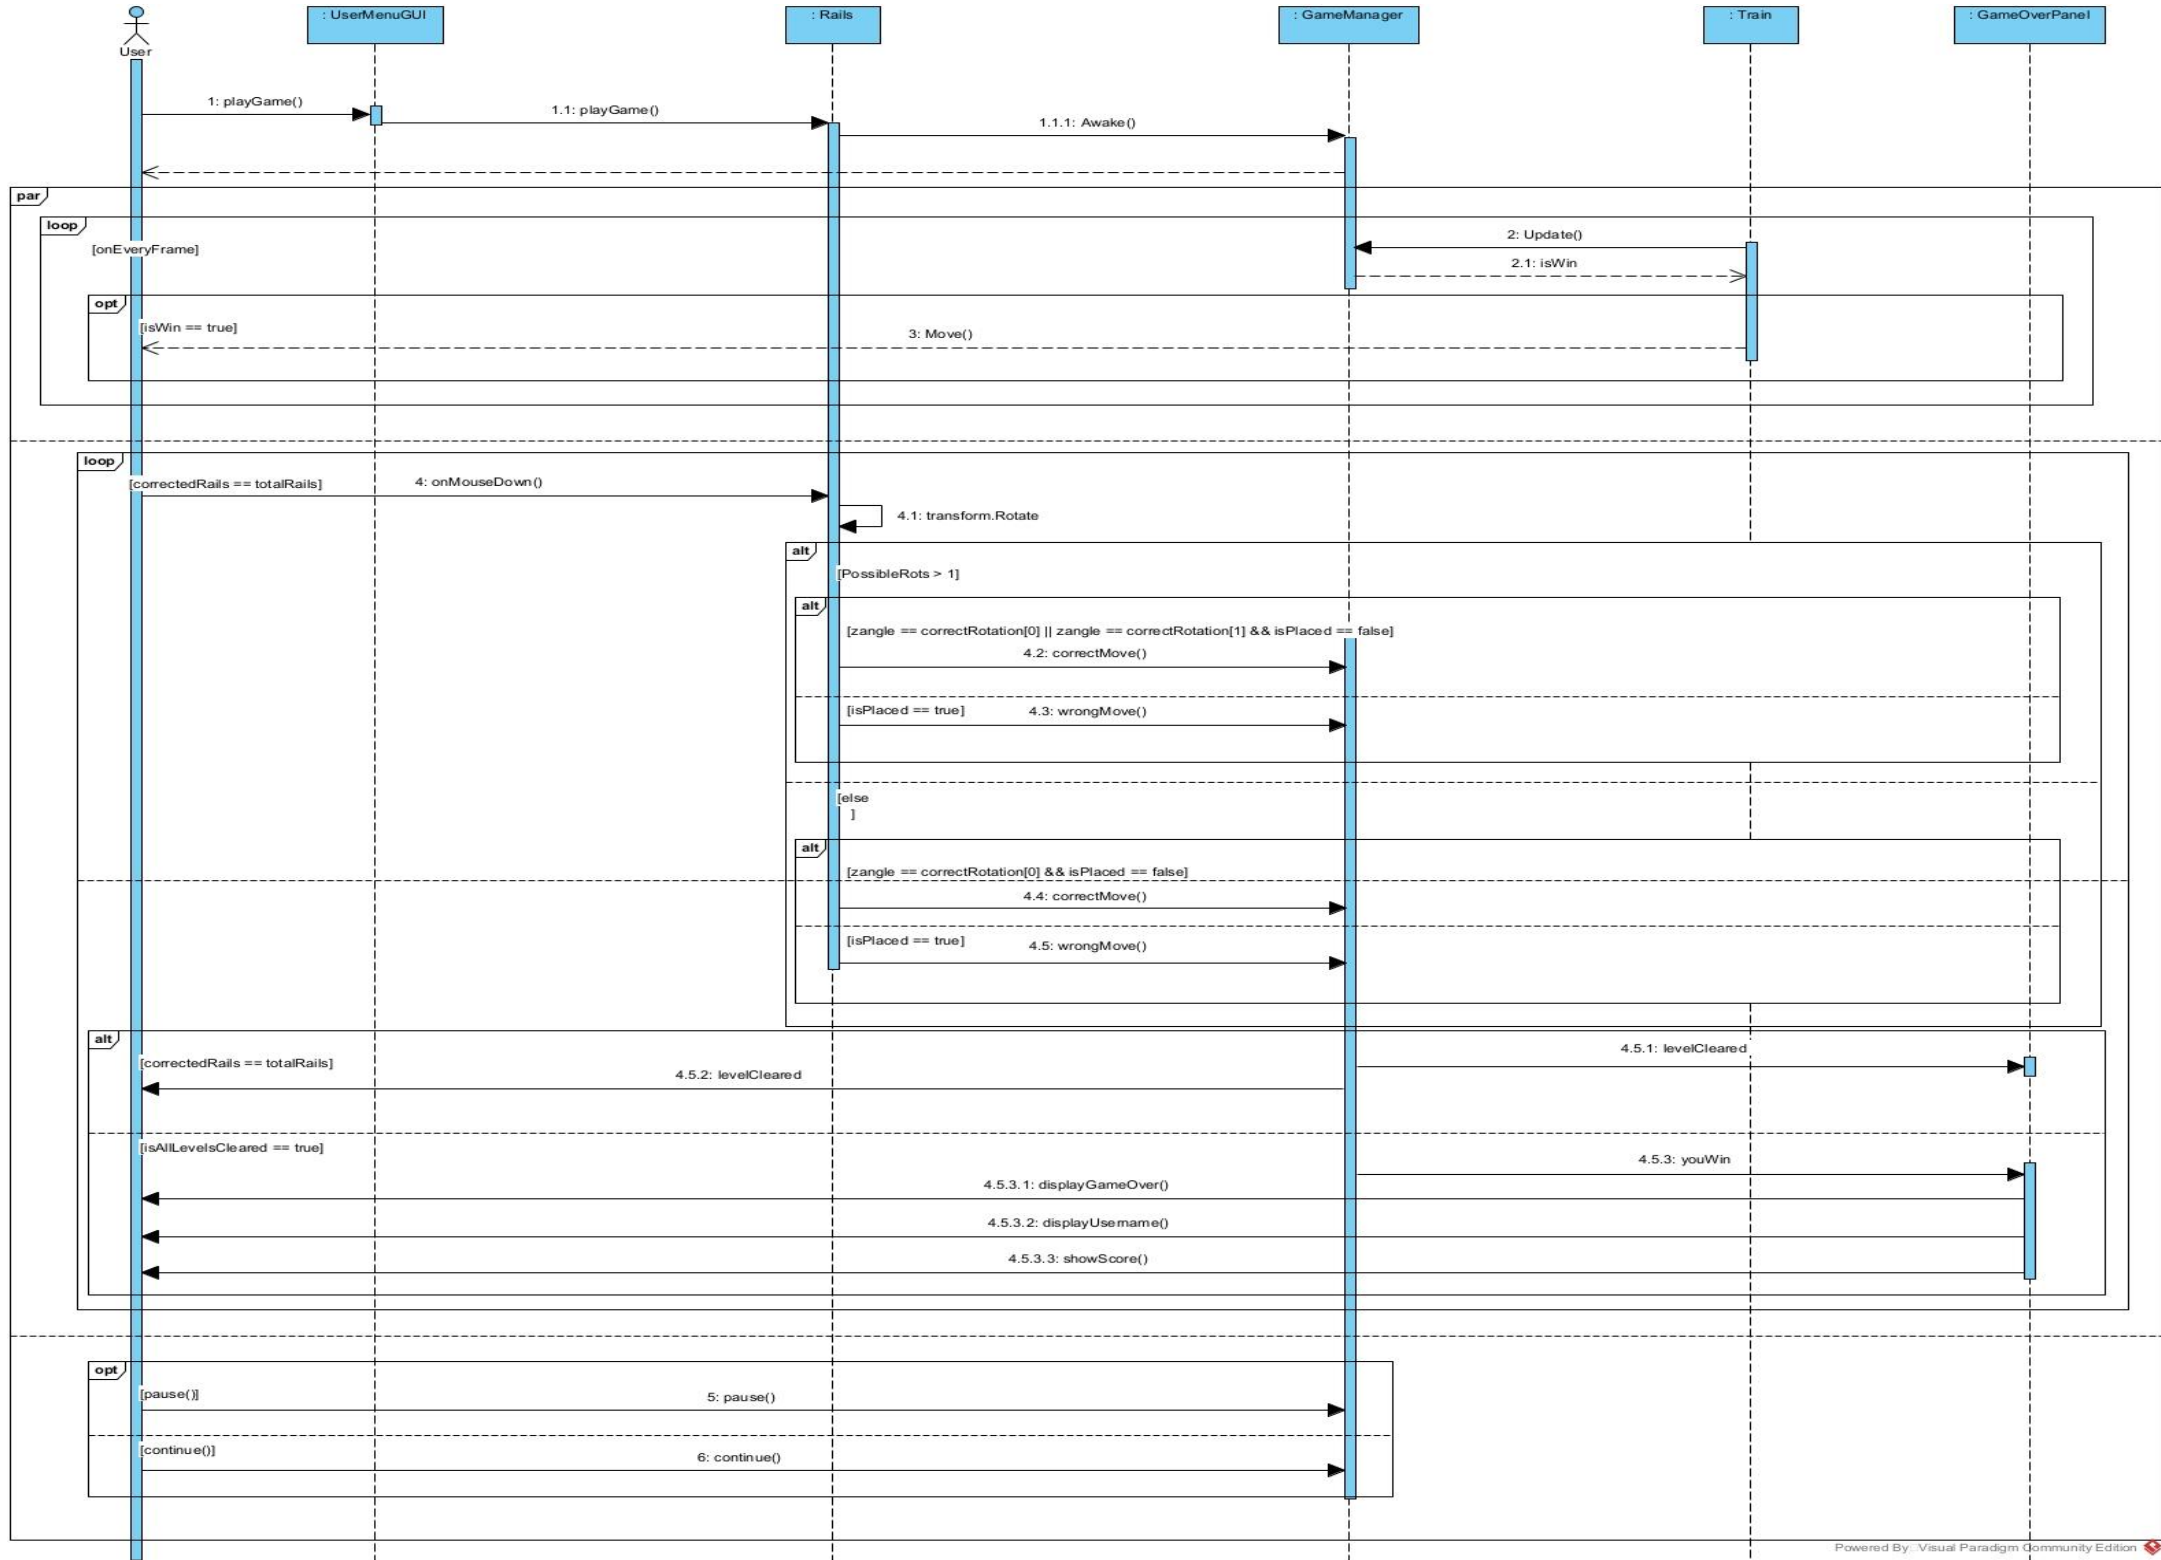 : UserMenuGUI
: Rails
: GameManager
: Train
: GameOverPanel
User
1: playGame()
1.1: playGame()
1.1.1: Awake()
par
loop
[onEveryFrame]
2: Update()
2.1: isWin
opt
[isWin == true]
3: Move()
loop
[correctedRails == totalRails]
4: onMouseDown()
4.1: transform.Rotate
alt
[PossibleRots > 1]
alt
[zangle == correctRotation[0] || zangle == correctRotation[1] && isPlaced == false]
4.2: correctMove()
[isPlaced == true]
4.3: wrongMove()
[else
]
alt
[zangle == correctRotation[0] && isPlaced == false]
4.4: correctMove()
[isPlaced == true]
4.5: wrongMove()
alt
[correctedRails == totalRails]
4.5.1: levelCleared
4.5.2: levelCleared
[isAllLevelsCleared == true]
4.5.3: youWin
4.5.3.1: displayGameOver()
4.5.3.2: displayUsername()
4.5.3.3: showScore()
opt
[pause()]
5: pause()
[continue()]
6: continue()
Powered By Visual Paradigm Community Edition